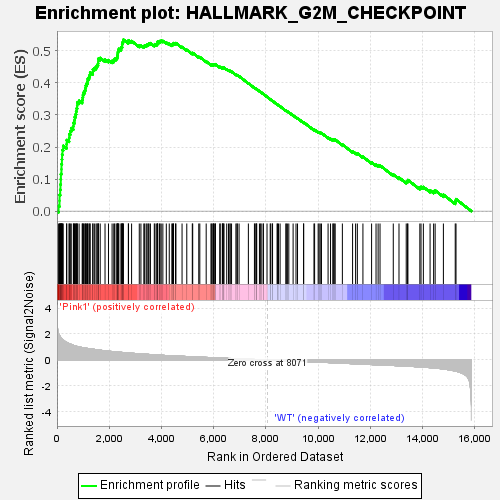 Enrichment plot: HALLMARK_G2M_CHECKPOINT
Enrichment score (ES)
0.5
0.4
0.3
0.2
0.1
0.0
Ranked list metric (Signal2Noise)
4
2
0
-2
-4
'Pink1' (positively correlated)
Zero cross at 8071
'WT' (negatively correlated)
0
2,000
4,000
6,000
8,000
10,000
12,000
14,000
16,000
Rank in Ordered Dataset
Enrichment profile
Hits
Ranking metric scores